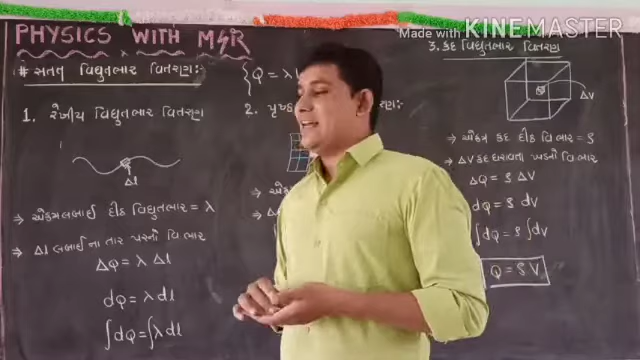 PHYSICS WITH M4R
# સતત વિદ્યુતભાર વિતરણ:-
1. રેખીય વિદ્યુતભાર વિતરણ
Δl
→ એકમ લંબાઈ દીઠ વિદ્યુતભાર = λ
→ Δl લંબાઈ ના તાર પરનો વિ ભાર
ΔQ = λ Δl
dQ = λ dl
∫dQ = ∫λ dl
{ Q = λ
2. પૃષ્ઠ
Made with KINEMASTER
3. કદ વિદ્યુતભાર વિતરણ
ΔV
→ એકમ કદ દીઠ વિ ભાર = ρ
→ ΔV કદ ધરાવતા ખંડનો વિ ભાર
ΔQ = ρ ΔV
dQ = ρ dV
∫dQ = ρ ∫dV
Q = ρ V